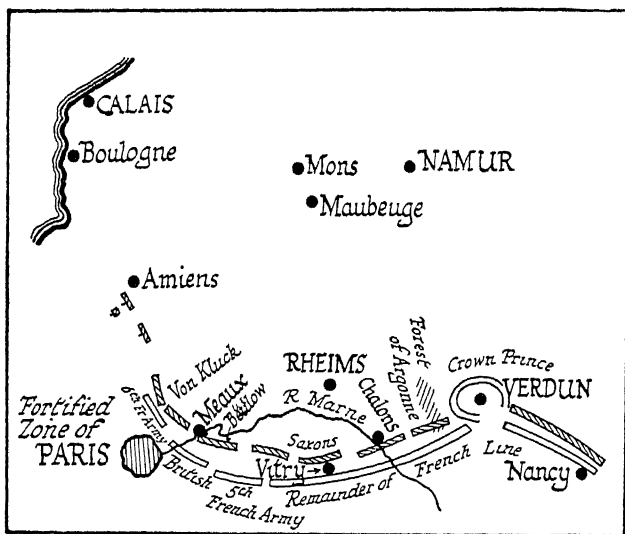 CALAIS
Boulogne
Mons
NAMUR
Maubeuge
Amiens
Von Kluck
Meaux
Bülow
RHEIMS
R Marne
Chalons
Forest
of Argonne
Crown Prince
VERDUN
Fortified
Zone of
PARIS
6th Fr. Army
British
5th
French Army
Saxons
Vitry
Remainder of French Line
Nancy